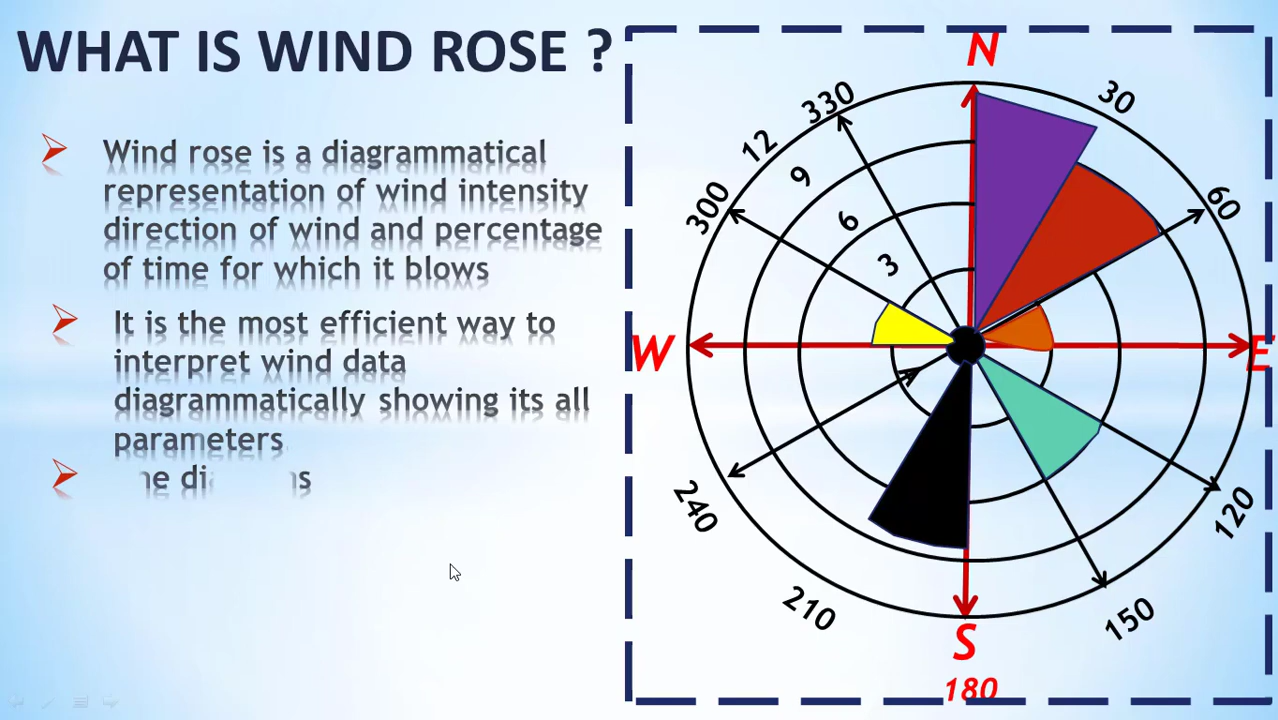 WHAT IS WIND ROSE ?
Wind rose is a diagrammatical
representation of wind intensity
direction of wind and percentage
of time for which it blows
It is the most efficient way to
interpret wind data
diagrammatically showing its all
parameters
N
30
60
E
120
150
S
180
210
240
W
300
330
12
9
6
3